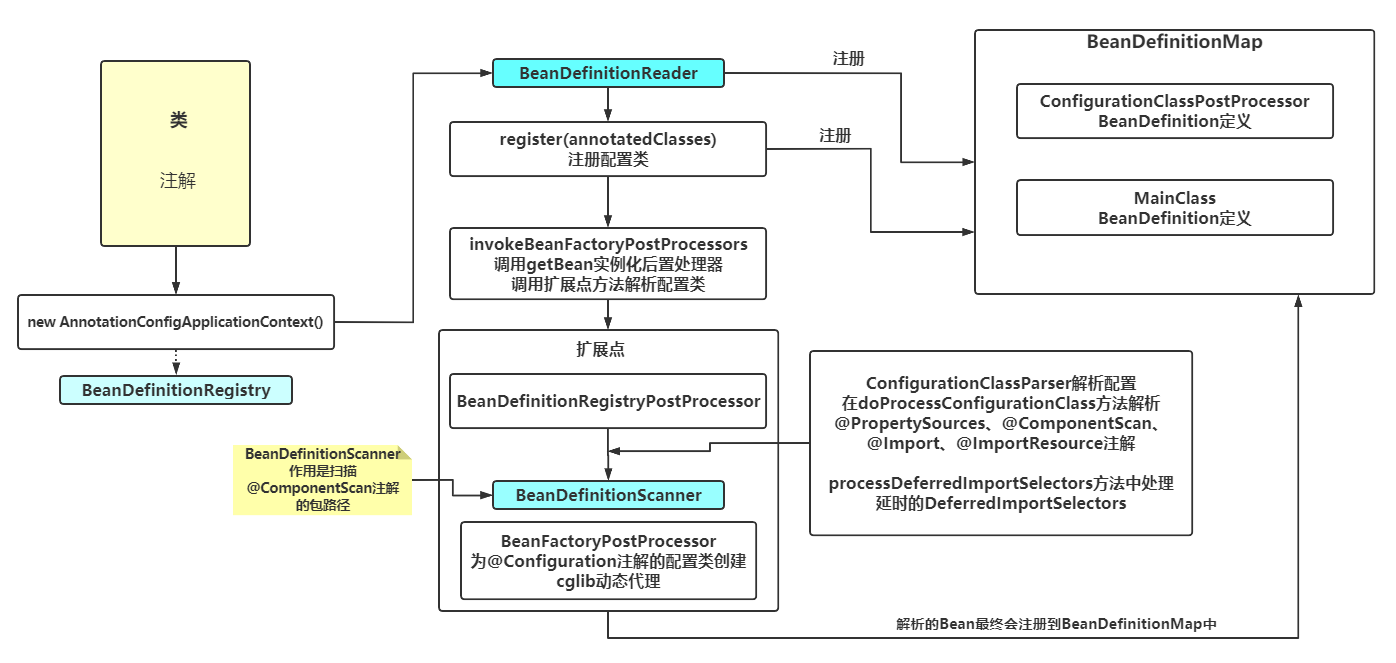 类
注解
new AnnotationConfigApplicationContext()
BeanDefinitionRegistry
BeanDefinitionReader
注册
register(annotatedClasses)
注册配置类
注册
invokeBeanFactoryPostProcessors
调用getBean实例化后置处理器
调用扩展点方法解析配置类
扩展点
BeanDefinitionRegistryPostProcessor
BeanDefinitionScanner
作用是扫描
@ComponentScan注解
的包路径
BeanDefinitionScanner
BeanFactoryPostProcessor
为@Configuration注解的配置类创建
cglib动态代理
ConfigurationClassParser解析配置
在doProcessConfigurationClass方法解析
@PropertySources、@ComponentScan、
@Import、@ImportResource注解
processDeferredImportSelectors方法中处理
延时的DeferredImportSelectors
BeanDefinitionMap
ConfigurationClassPostProcessor
BeanDefinition定义
MainClass
BeanDefinition定义
解析的Bean最终会注册到BeanDefinitionMap中